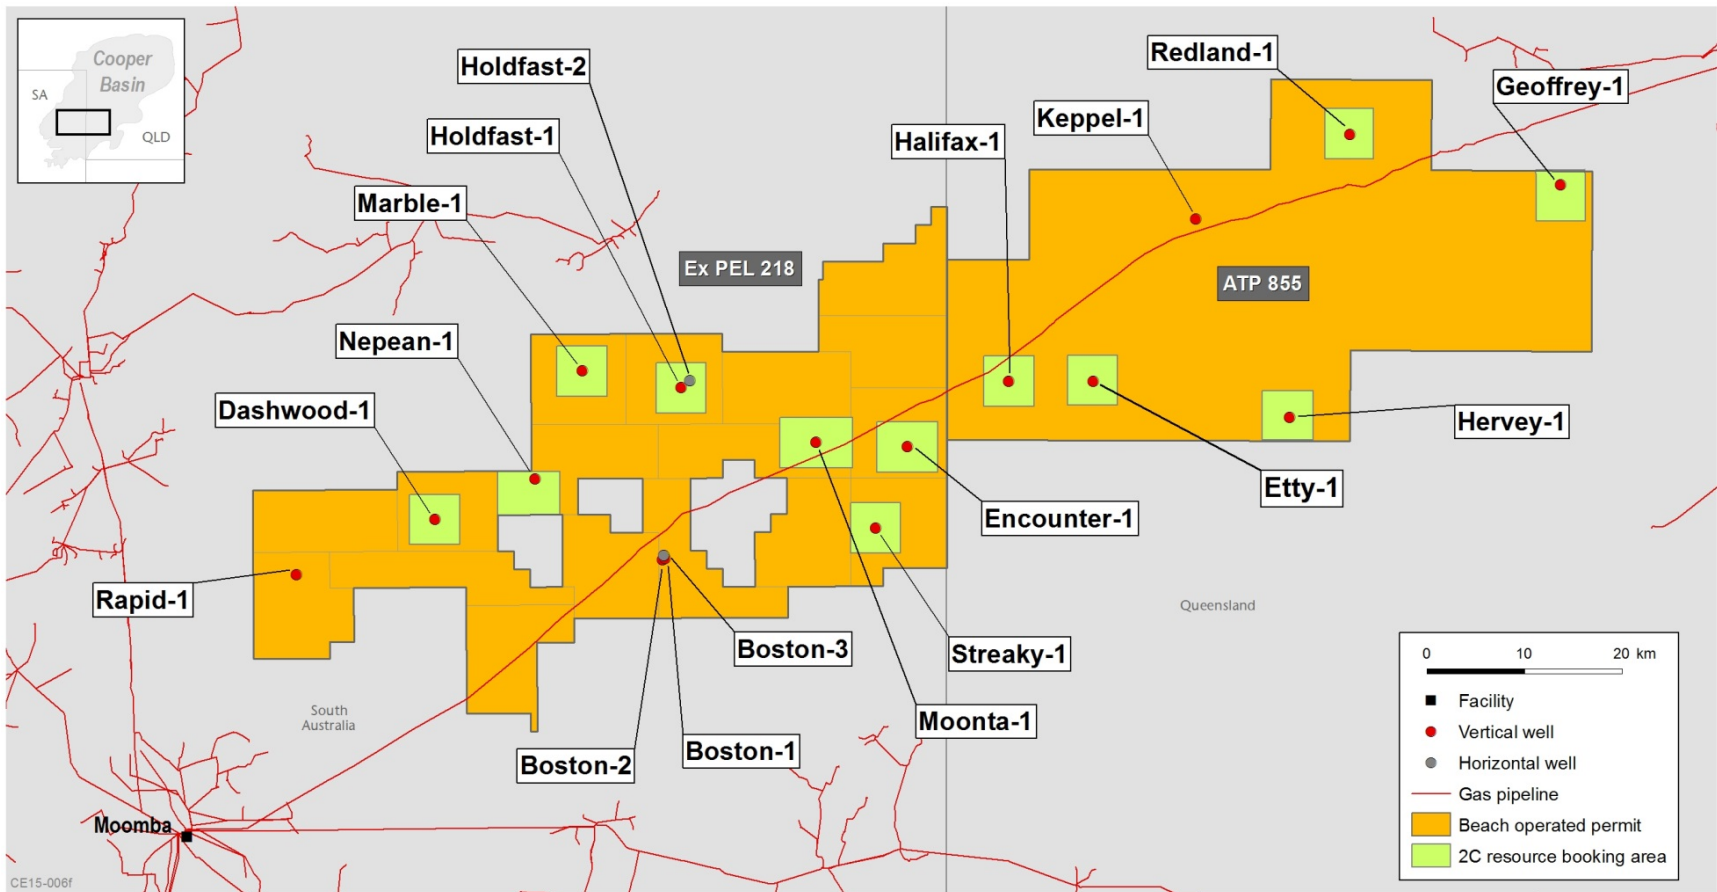 Cooper
Basin
SA
QLD
Holdfast-2
Redland-1
Geoffrey-1
Keppel-1
Holdfast-1
Halifax-1
Marble-1
Ex PEL 218
ATP 855
Nepean-1
Dashwood-1
Hervey-1
Etty-1
Encounter-1
Rapid-1
Queensland
Boston-3
Streaky-1
South
Australia
Moonta-1
Boston-1
Boston-2
Moomba
0 10 20 km
Facility
Vertical well
Horizontal well
Gas pipeline
Beach operated permit
2C resource booking area
CE15-006f